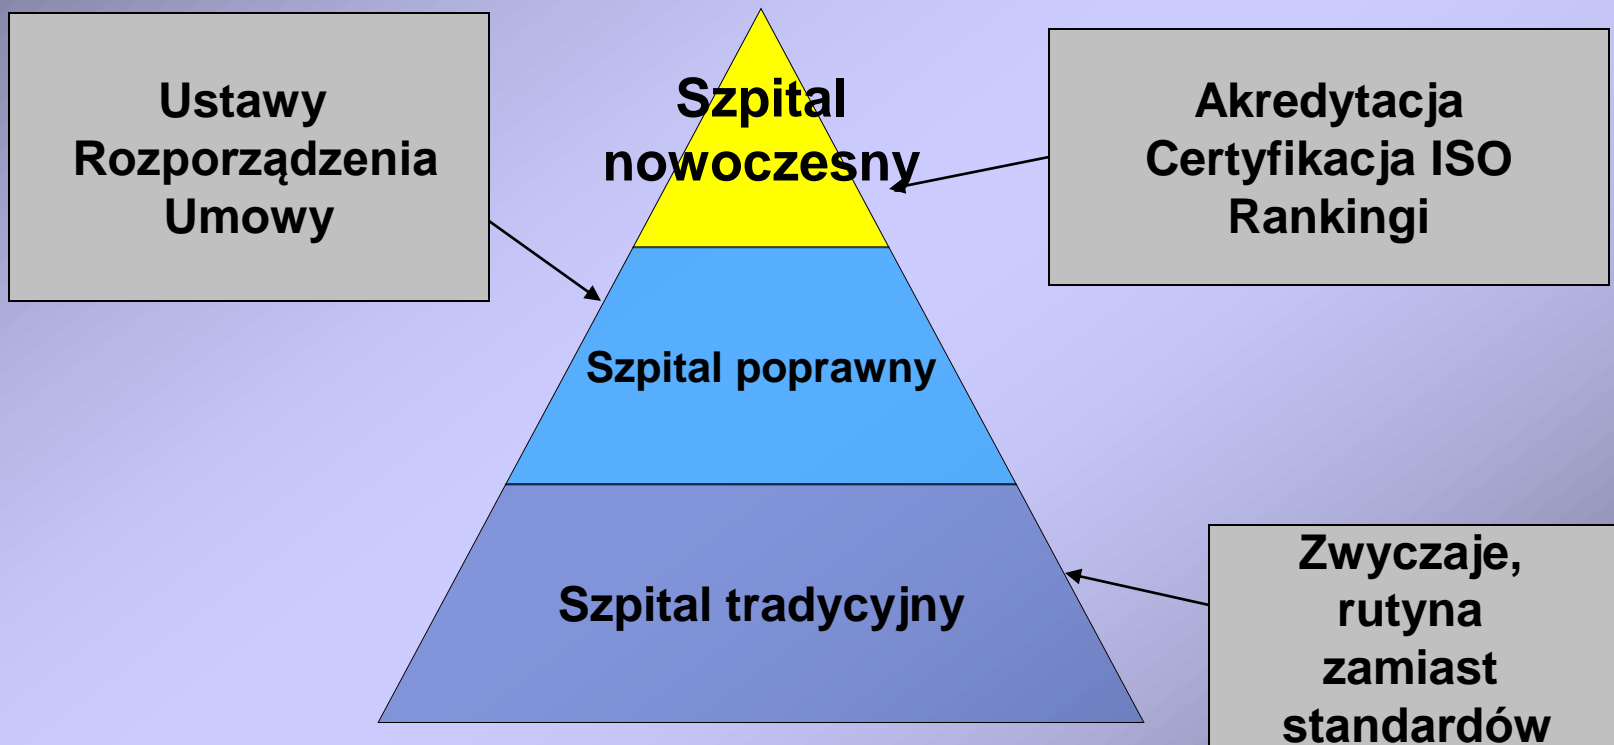 Ustawy
Rozporządzenia
Umowy
Szpital
nowoczesny
Akredytacja
Certyfikacja ISO
Rankingi
Szpital poprawny
Szpital tradycyjny
Zwyczaje,
rutyna
zamiast
standardów